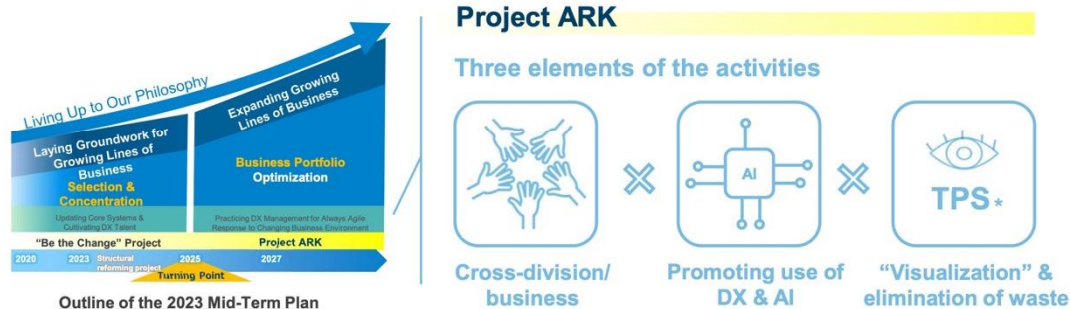 Living Up to Our Philosophy
Laying Groundwork for
Growing Lines of
Business
Selection &
Concentration
Updating Core Systems &
Cultivating DX Talent
Expanding Growing
Lines of Business
Business Portfolio
Optimization
Practicing DX Management for Always Agile
Response to Changing Business Environment
“Be the Change” Project
Project ARK
2020
2023
Structural
reforming project
2025
2027
Turning Point
Outline of the 2023 Mid-Term Plan
Project ARK
Three elements of the activities
AI
TPS*
Cross-division/
business
Promoting use of
DX & AI
“Visualization” &
elimination of waste